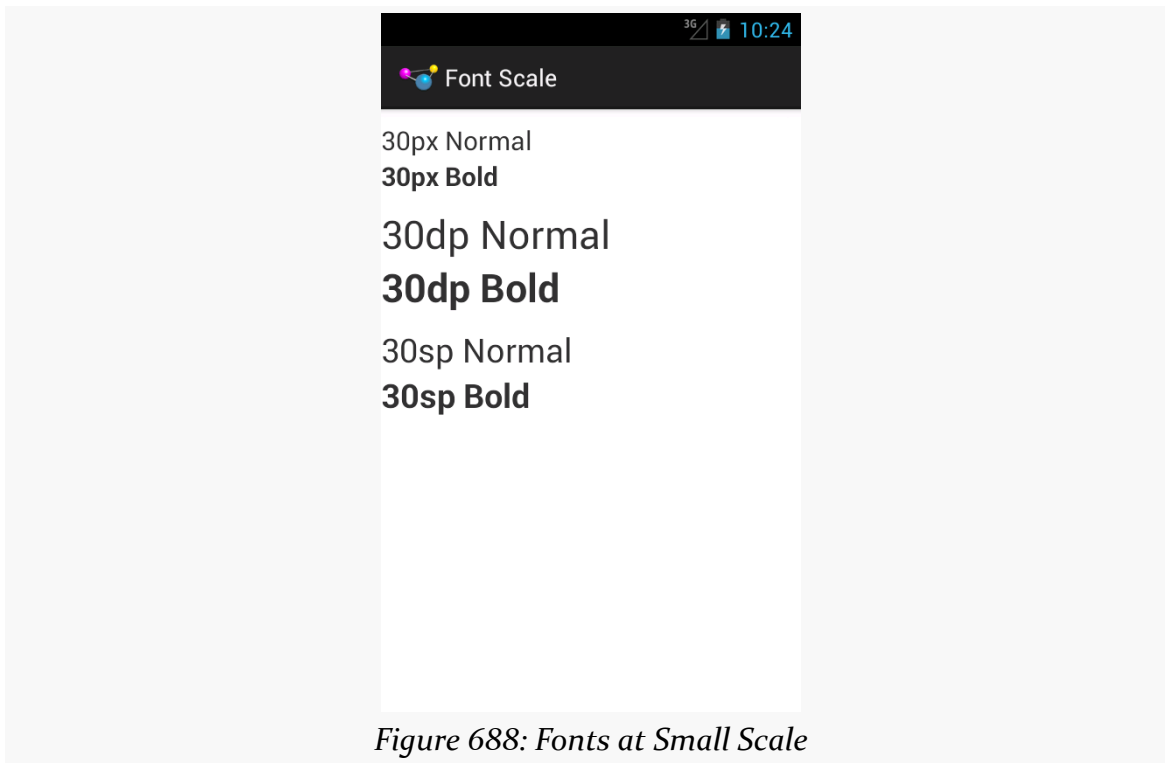 3G 10:24
Font Scale
30px Normal
30px Bold
30dp Normal
30dp Bold
30sp Normal
30sp Bold
Figure 688: Fonts at Small Scale